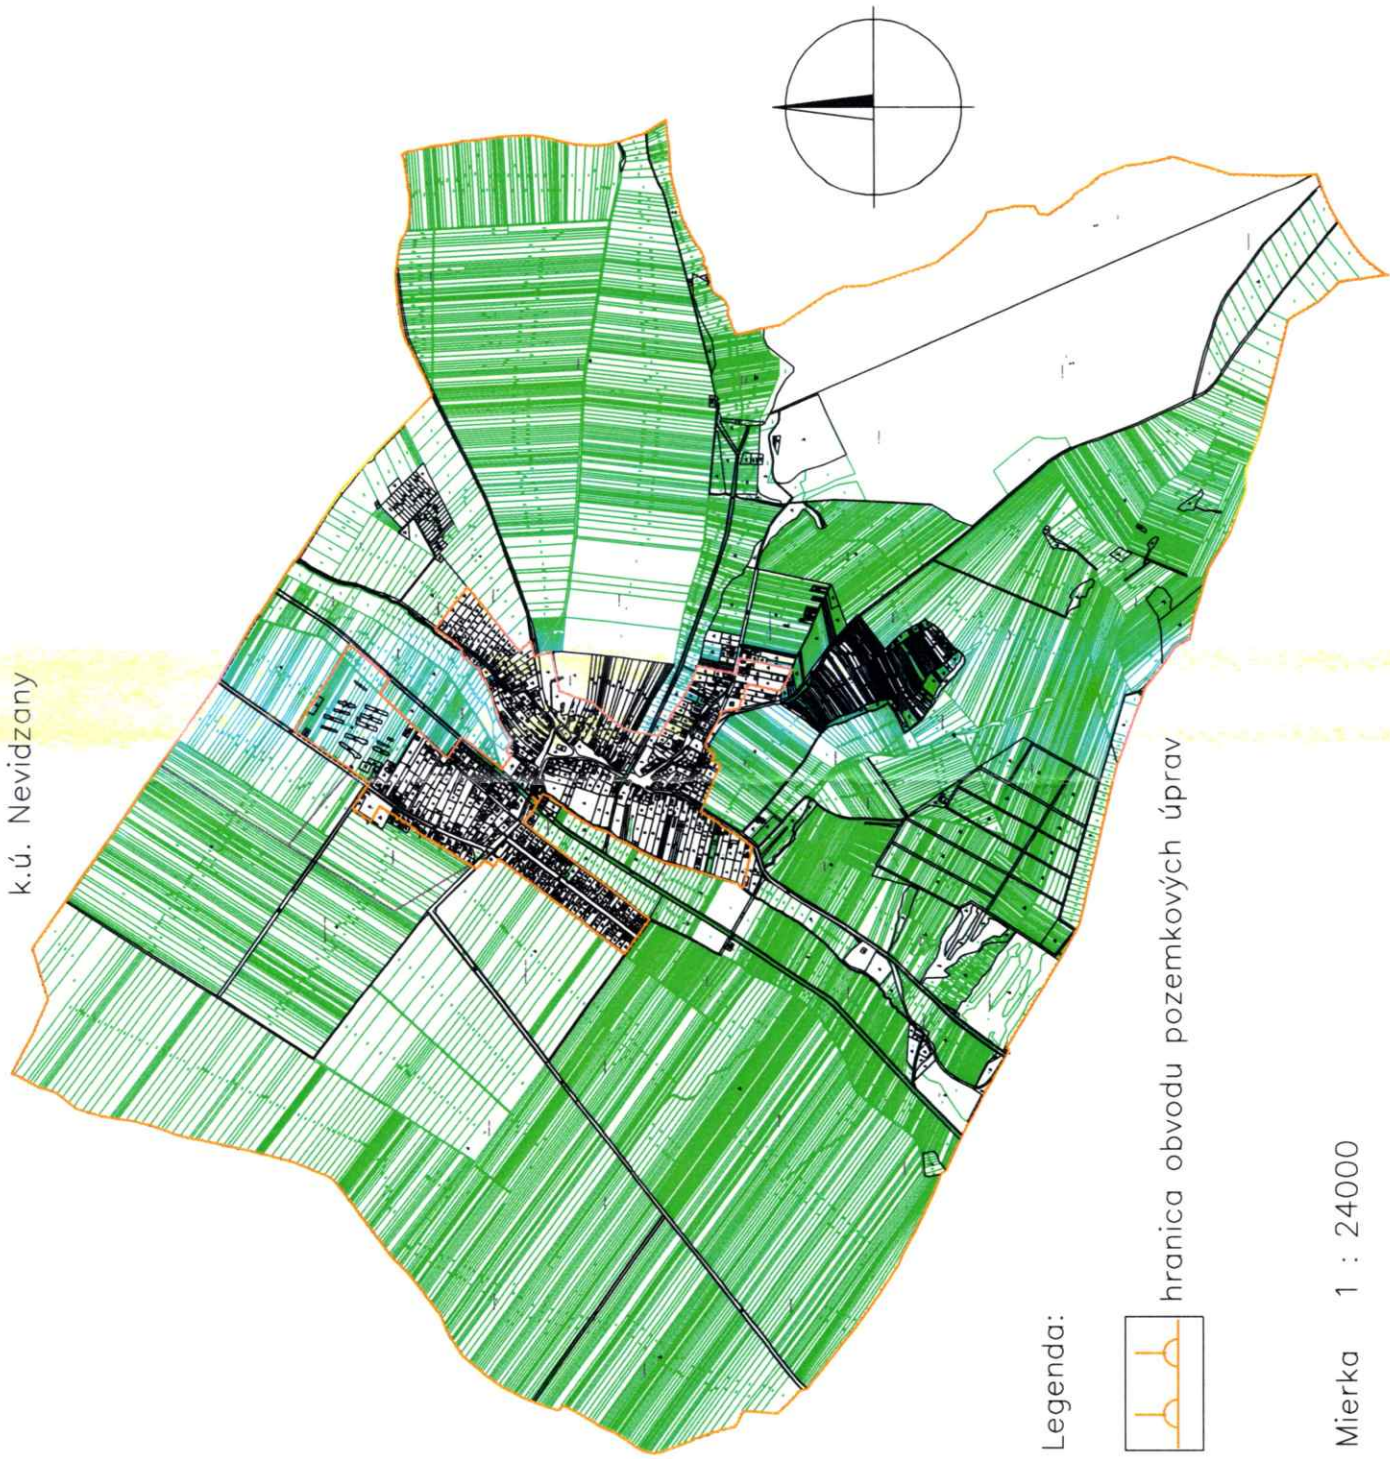 k.ú. Nevidzany
Legenda:
hranica obvodu pozemkových úprav
Mierka 1 : 24000